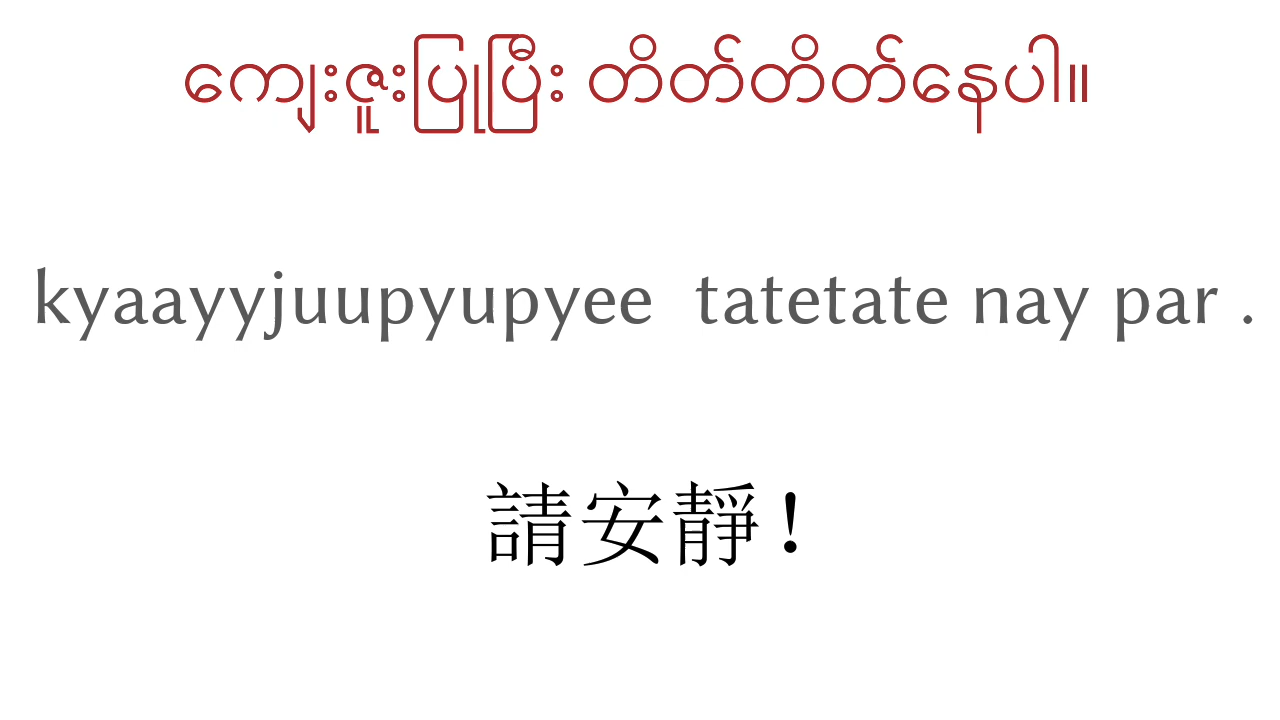 ကျေးဇူးပြုပြီး တိတ်တိတ်နေပါ။
kyaayyjuupyupyee tatetate nay par .
請安靜！